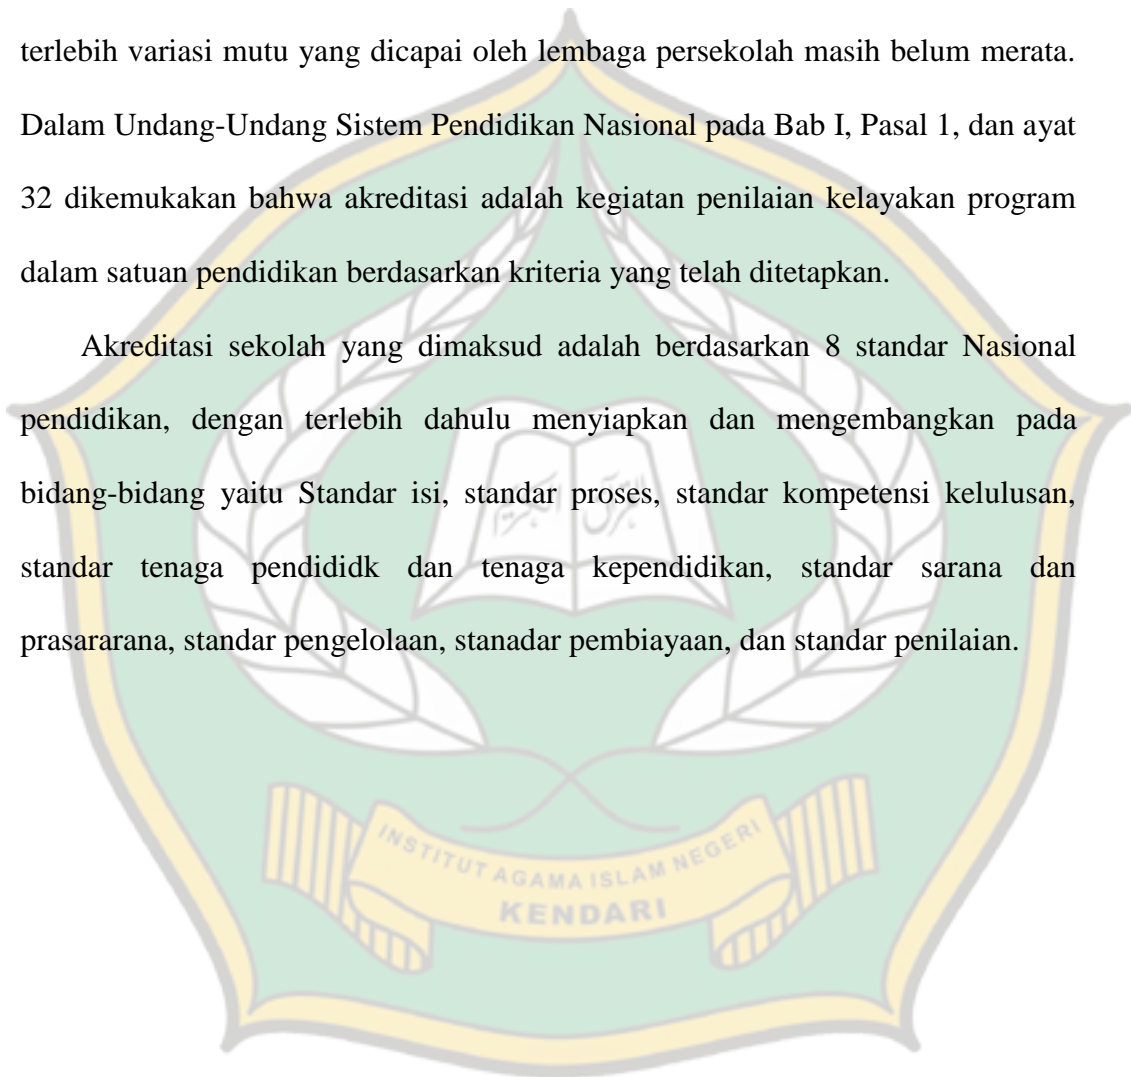 terlebih variasi mutu yang dicapai oleh lembaga persekolah masih belum merata.
Dalam Undang-Undang Sistem Pendidikan Nasional pada Bab I, Pasal 1, dan ayat
32 dikemukakan bahwa akreditasi adalah kegiatan penilaian kelayakan program
dalam satuan pendidikan berdasarkan kriteria yang telah ditetapkan.
Akreditasi sekolah yang dimaksud adalah berdasarkan 8 standar Nasional
pendidikan, dengan terlebih dahulu menyiapkan dan mengembangkan pada
bidang-bidang yaitu Standar isi, standar proses, standar kompetensi kelulusan,
standar tenaga pendididk dan tenaga kependidikan, standar sarana dan
prasararana, standar pengelolaan, stanadar pembiayaan, dan standar penilaian.
INSTITUT AGAMA ISLAM NEGERI
KENDARI